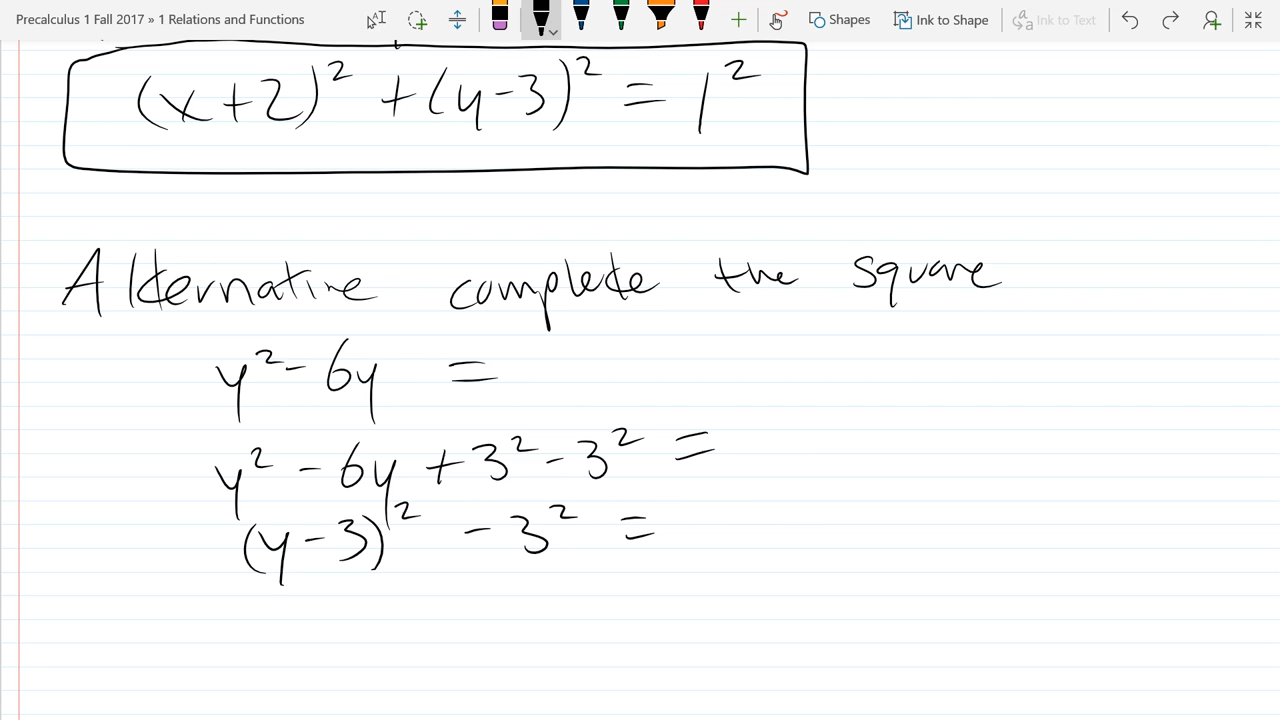 Precalculus 1 Fall 2017 » 1 Relations and Functions Shapes Ink to Shape Ink to Text
(x+2)² +(y-3)² = 1²
Alternative complete the square
y² - 6y =
y² - 6y + 3² - 3² =
(y-3)² - 3² =